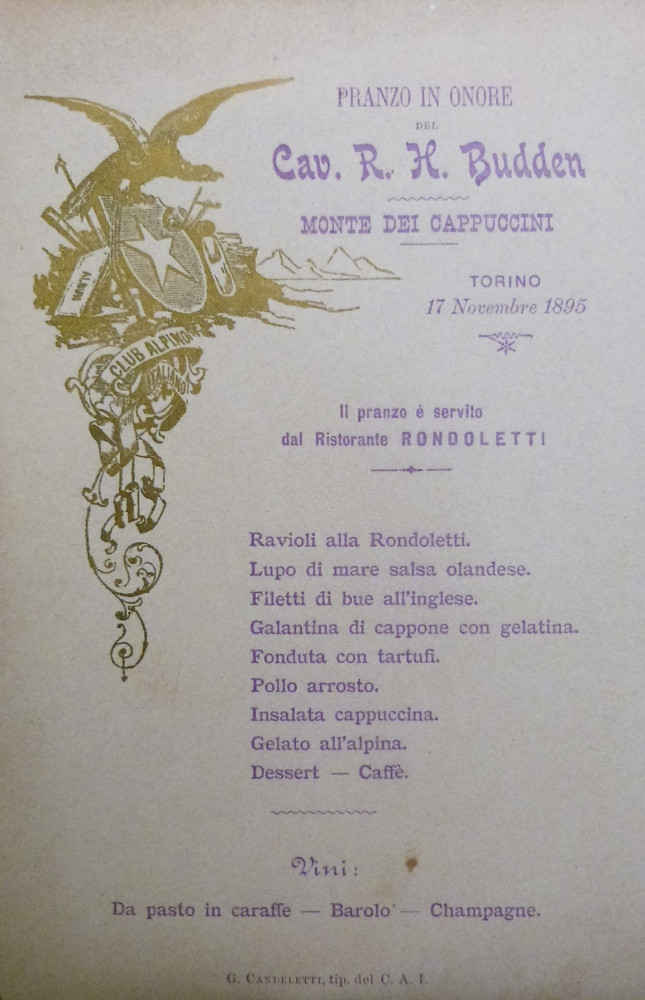 PRANZO IN ONORE
DEL
Cav. R. H. Budden
MONTE DEI CAPPUCCINI
TORINO
17 Novembre 1895
CLUB ALPINO
ITALIANO
Il pranzo è servito
dal Ristorante RONDOLETTI
Ravioli alla Rondoletti.
Lupo di mare salsa olandese.
Filetti di bue all'inglese.
Galantina di cappone con gelatina.
Fonduta con tartufi.
Pollo arrosto.
Insalata cappuccina.
Gelato all'alpina.
Dessert — Caffè.
Vini:
Da pasto in caraffe — Barolo — Champagne.
G. CANDELETTI, tip. del C. A. I.